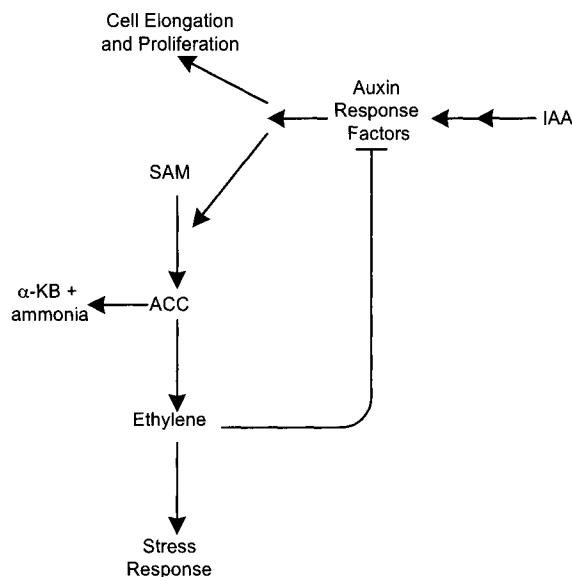 Cell Elongation
and Proliferation
Auxin
Response
Factors
IAA
SAM
α-KB +
ammonia
ACC
Ethylene
Stress
Response